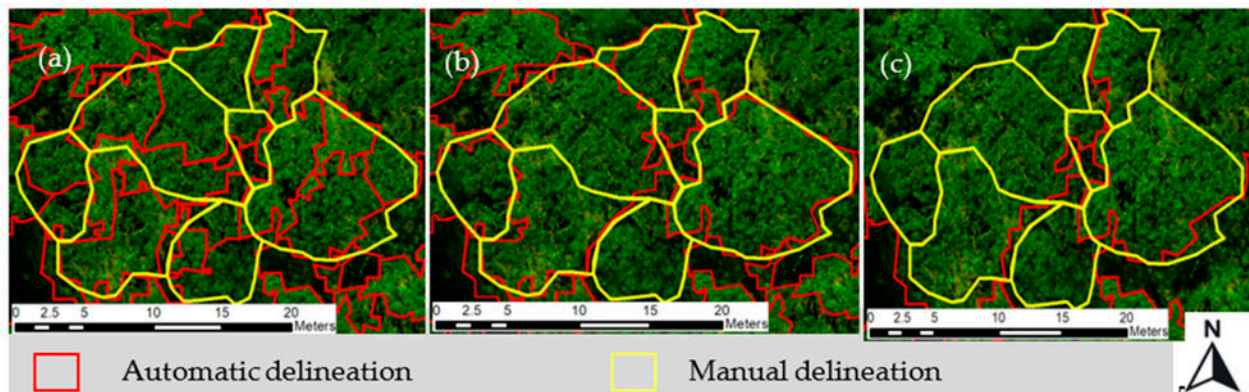 (a)
(b)
(c)
0 2.5 5 10 15 20
Meters
0 2.5 5 10 15 20
Meters
0 2.5 5 10 15 20
Meters
N
Automatic delineation
Manual delineation